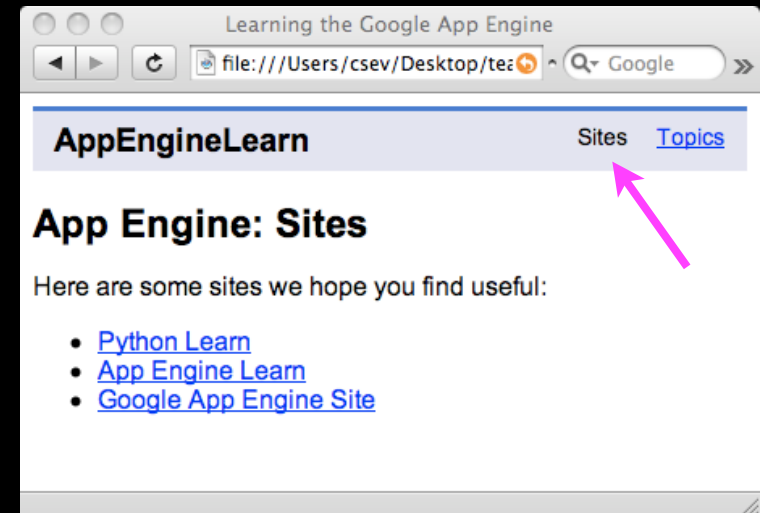 Learning the Google App Engine
file:///Users/csev/Desktop/tea Google
AppEngineLearn Sites Topics
App Engine: Sites
Here are some sites we hope you find useful:
Python Learn
App Engine Learn
Google App Engine Site